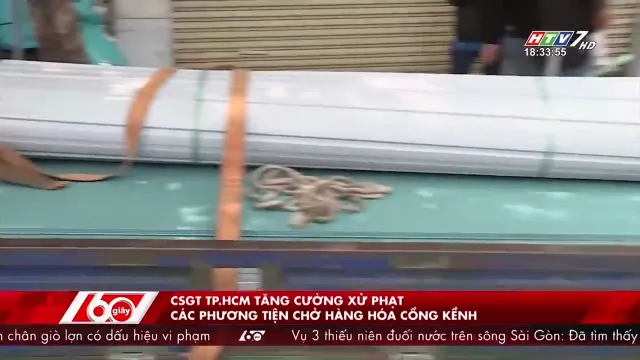 HTV7 HD
18:33:55
60 giây
CSGT TP.HCM TĂNG CƯỜNG XỬ PHẠT
CÁC PHƯƠNG TIỆN CHỞ HÀNG HÓA CỒNG KỀNH
n chân giò lợn có dấu hiệu vi phạm 60 Vụ 3 thiếu niên đuối nước trên sông Sài Gòn: Đã tìm thấy